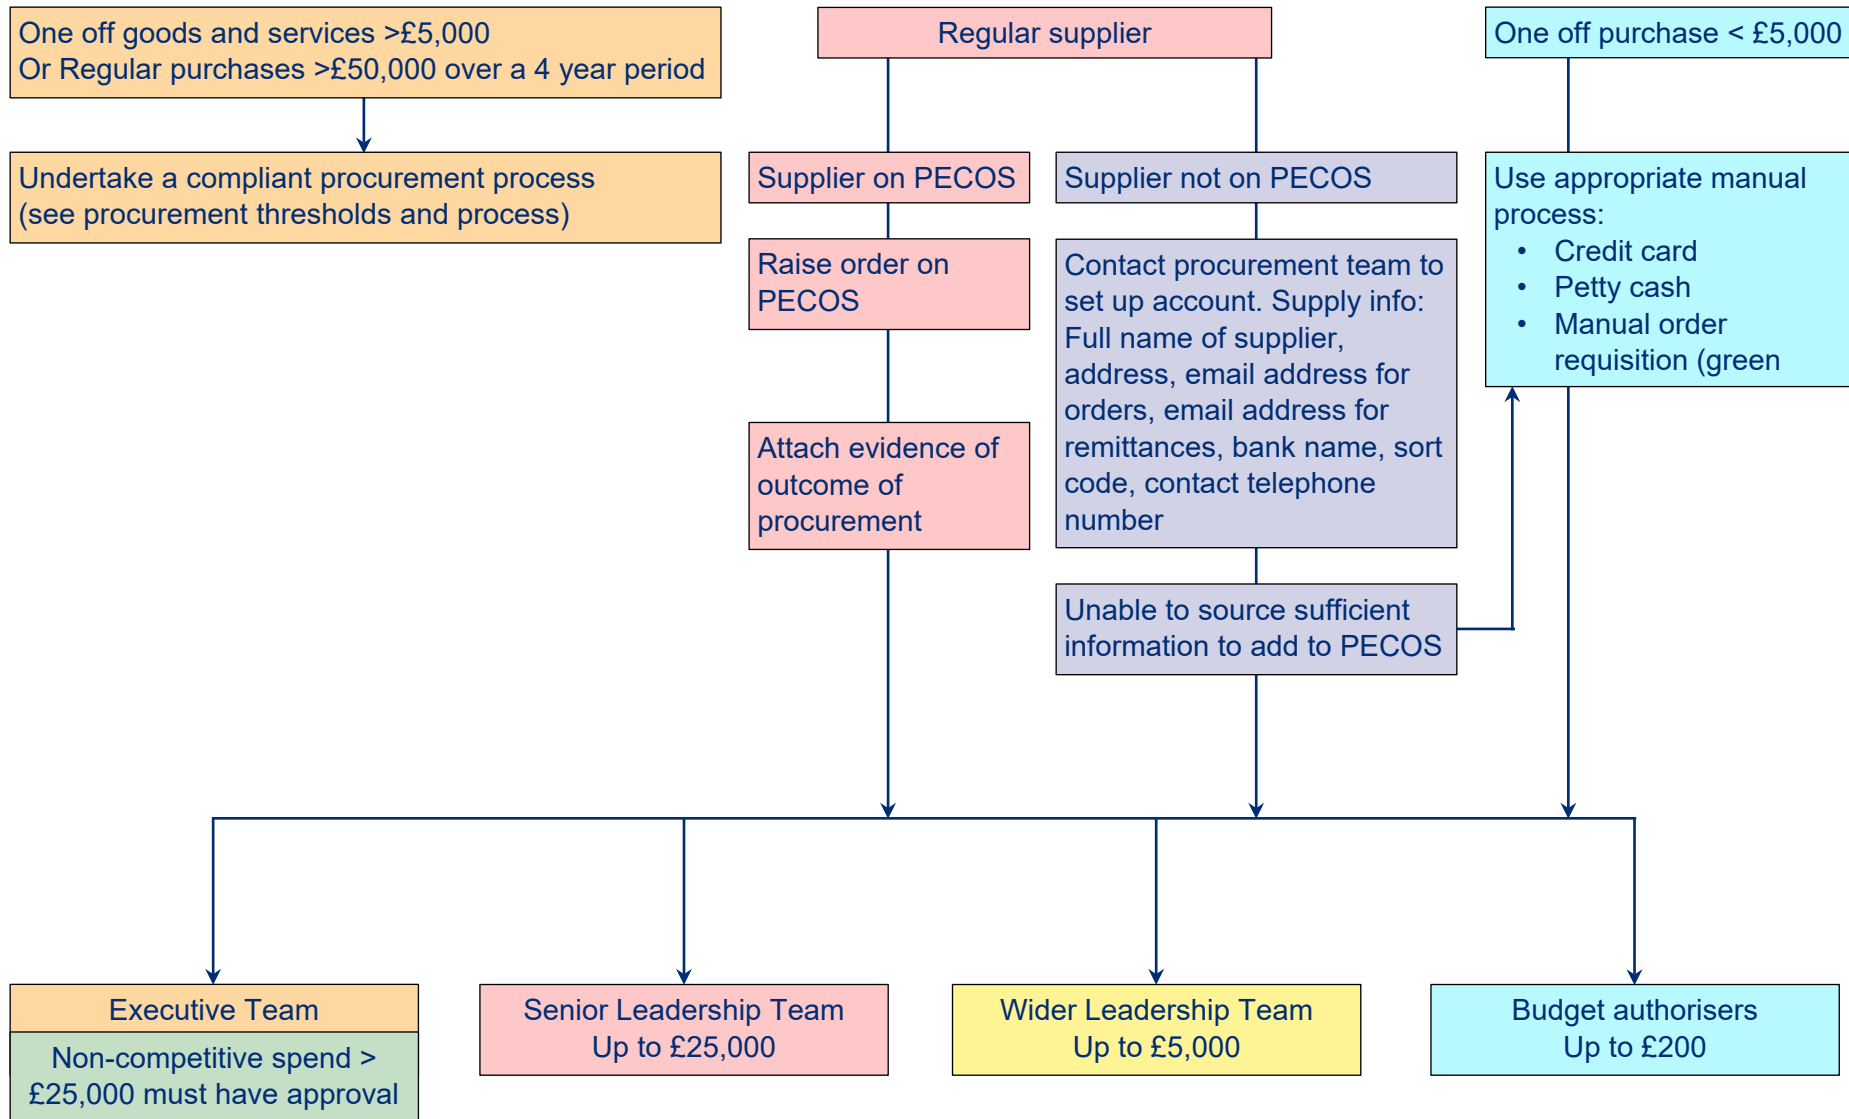 One off goods and services >£5,000
Or Regular purchases >£50,000 over a 4 year period
Regular supplier
One off purchase < £5,000
Undertake a compliant procurement process
(see procurement thresholds and process)
Supplier on PECOS
Supplier not on PECOS
Use appropriate manual
process:
• Credit card
• Petty cash
• Manual order
requisition (green
Raise order on
PECOS
Contact procurement team to
set up account. Supply info:
Full name of supplier,
address, email address for
orders, email address for
remittances, bank name, sort
code, contact telephone
number
Attach evidence of
outcome of
procurement
Unable to source sufficient
information to add to PECOS
Executive Team
Non-competitive spend >
£25,000 must have approval
Senior Leadership Team
Up to £25,000
Wider Leadership Team
Up to £5,000
Budget authorisers
Up to £200